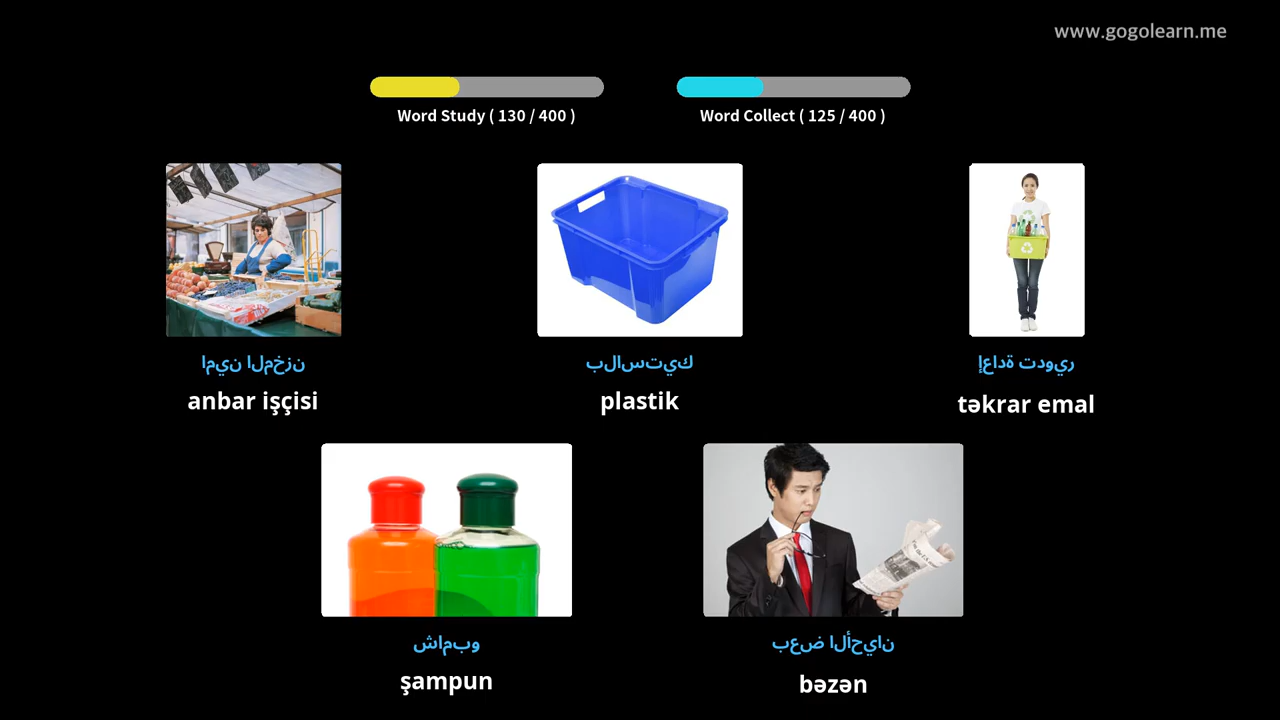 www.gogolearn.me
Word Study ( 130 / 400 )
Word Collect ( 125 / 400 )
امين المخزن
anbar işçisi
بلاستيك
plastik
إعادة تدوير
təkrar emal
شامبو
şampun
بعض الأحيان
bəzən